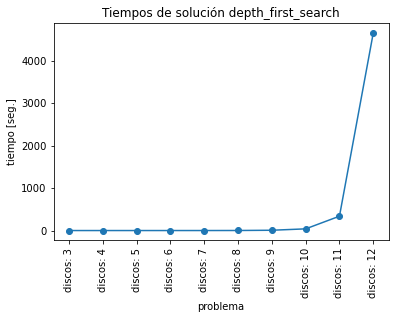 Tiempos de solución depth_first_search
tiempo [seg.]
4000
3000
2000
1000
0
discos: 3
discos: 4
discos: 5
discos: 6
discos: 7
discos: 8
discos: 9
discos: 10
discos: 11
discos: 12
problema